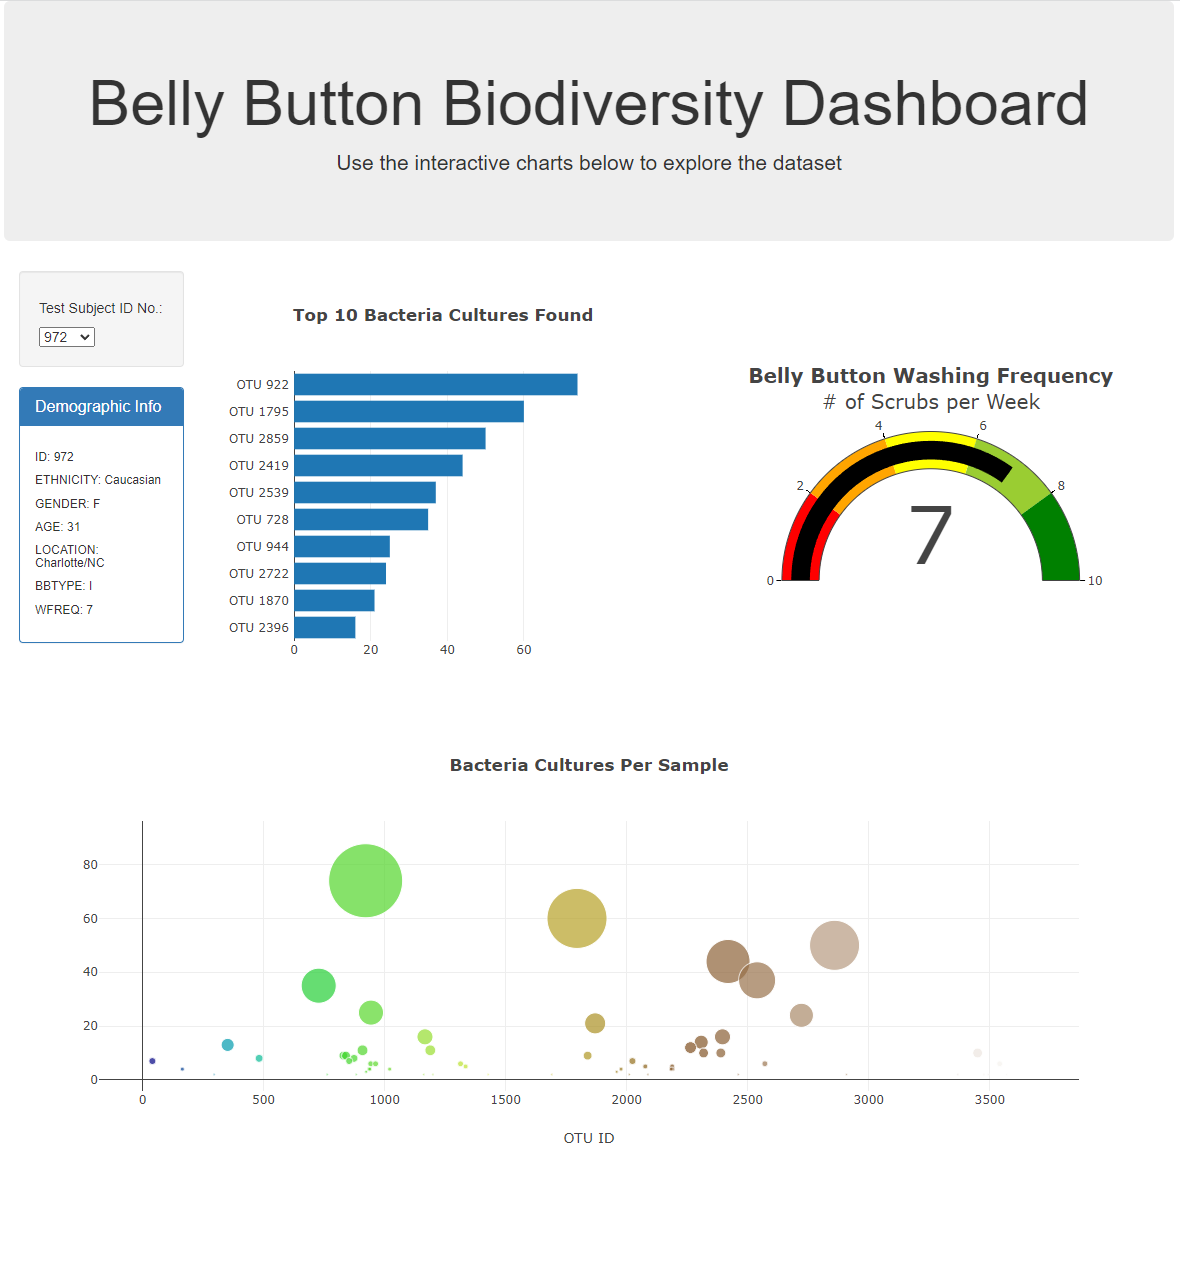 Belly Button Biodiversity Dashboard
Use the interactive charts below to explore the dataset
Test Subject ID No.:
972
Demographic Info
ID: 972
ETHNICITY: Caucasian
GENDER: F
AGE: 31
LOCATION:
Charlotte/NC
BBTYPE: I
WFREQ: 7
Top 10 Bacteria Cultures Found
OTU 922
OTU 1795
OTU 2859
OTU 2419
OTU 2539
OTU 728
OTU 944
OTU 2722
OTU 1870
OTU 2396
0 20 40 60
Belly Button Washing Frequency
# of Scrubs per Week
0 2 4 6 8 10
7
Bacteria Cultures Per Sample
80
60
40
20
0
0 500 1000 1500 2000 2500 3000 3500
OTU ID